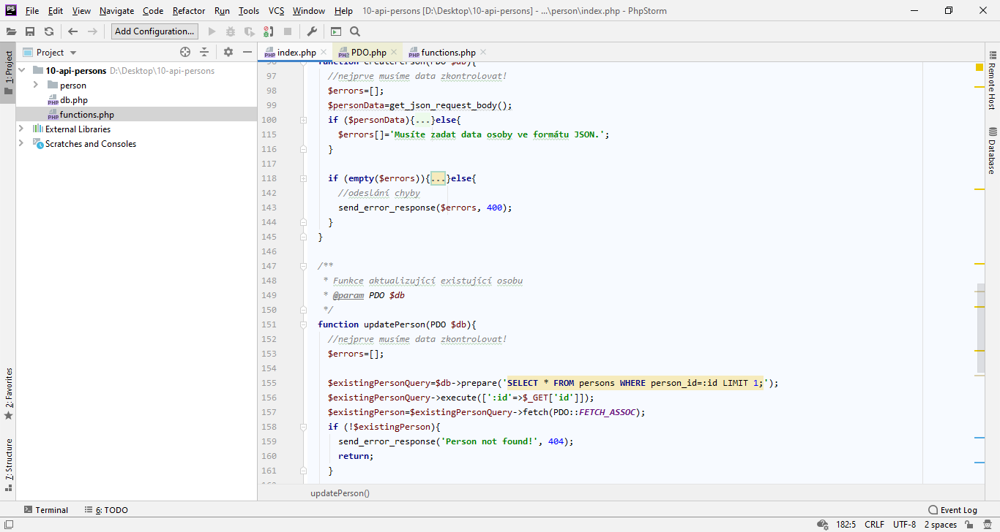 PS File Edit View Navigate Code Refactor Run Tools VCS Window Help 10-api-persons [D:\Desktop\10-api-persons] - ...\person\index.php - PhpStorm
Add Configuration...
1: Project
Project
index.php PDO.php functions.php
10-api-persons D:\Desktop\10-api-persons
person
db.php
functions.php
External Libraries
Scratches and Consoles
96 function createPerson(PDO $db){
97 //nejprve musíme data zkontrolovat!
98 $errors=[];
99 $personData=get_json_request_body();
100 if ($personData){...}else{
115 $errors[]='Musíte zadat data osoby ve formátu JSON.';
116 }
117
118 if (empty($errors)){...}else{
142 //odeslání chyby
143 send_error_response($errors, 400);
144 }
145 }
146
147 /**
148 * Funkce aktualizující existující osobu
149 * @param PDO $db
150 */
151 function updatePerson(PDO $db){
152 //nejprve musíme data zkontrolovat!
153 $errors=[];
154
155 $existingPersonQuery=$db->prepare('SELECT * FROM persons WHERE person_id=:id LIMIT 1;');
156 $existingPersonQuery->execute([':id'=>$_GET['id']]);
157 $existingPerson=$existingPersonQuery->fetch(PDO::FETCH_ASSOC);
158 if (!$existingPerson){
159 send_error_response('Person not found!', 404);
160 return;
161 }
updatePerson()
Remote Host
Database
2: Favorites
7: Structure
Terminal 6: TODO Event Log
182:5 CRLF UTF-8 2 spaces